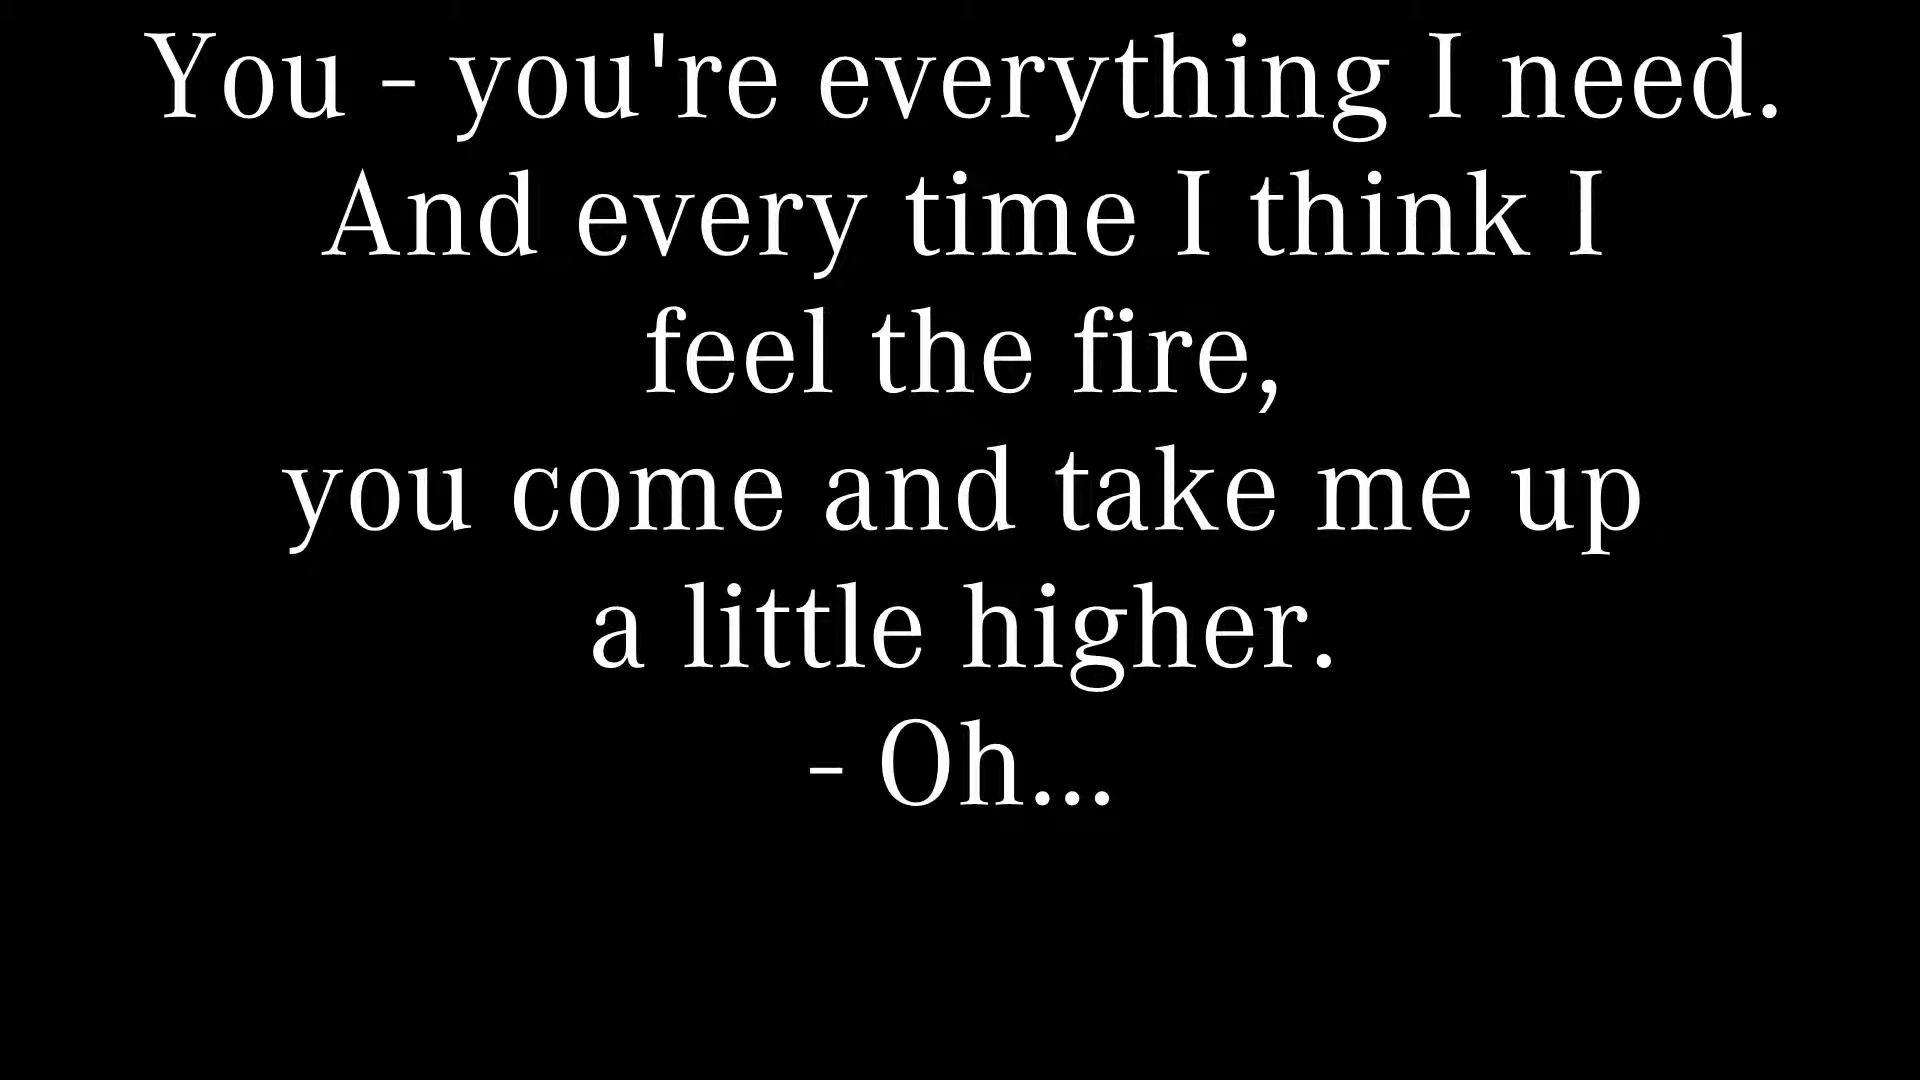 You - you're everything I need.
And every time I think I
feel the fire,
you come and take me up
a little higher.
- Oh...